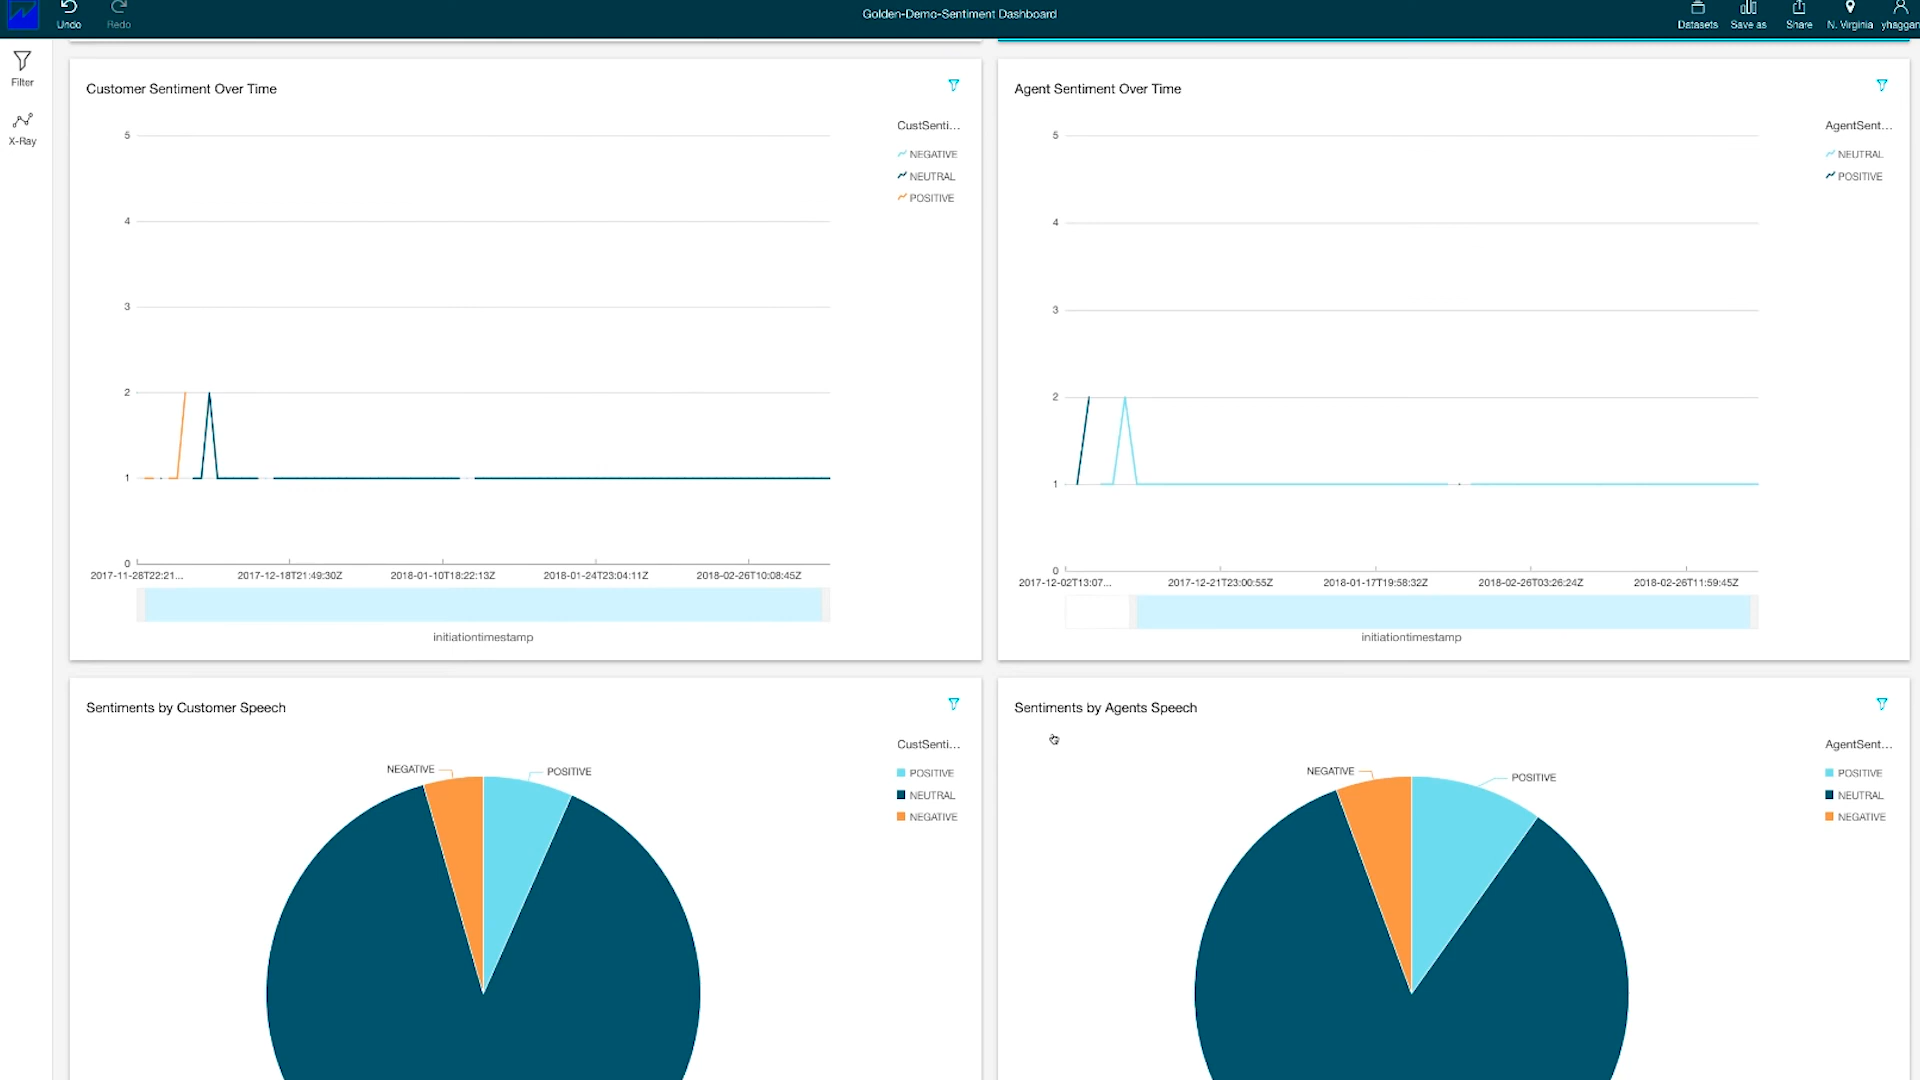 Undo
Redo
Golden-Demo-Sentiment Dashboard
Datasets
Save as
Share
N. Virginia
yhaggan
Filter
X-Ray
Customer Sentiment Over Time
CustSenti...
NEGATIVE
NEUTRAL
POSITIVE
5
4
3
2
1
0
2017-11-28T22:21...
2017-12-18T21:49:30Z
2018-01-10T18:22:13Z
2018-01-24T23:04:11Z
2018-02-26T10:08:45Z
initiationtimestamp
Agent Sentiment Over Time
AgentSent...
NEUTRAL
POSITIVE
5
4
3
2
1
0
2017-12-02T13:07...
2017-12-21T23:00:55Z
2018-01-17T19:58:32Z
2018-02-26T03:26:24Z
2018-02-26T11:59:45Z
initiationtimestamp
Sentiments by Customer Speech
CustSenti...
POSITIVE
NEUTRAL
NEGATIVE
NEGATIVE
POSITIVE
Sentiments by Agents Speech
AgentSent...
POSITIVE
NEUTRAL
NEGATIVE
NEGATIVE
POSITIVE